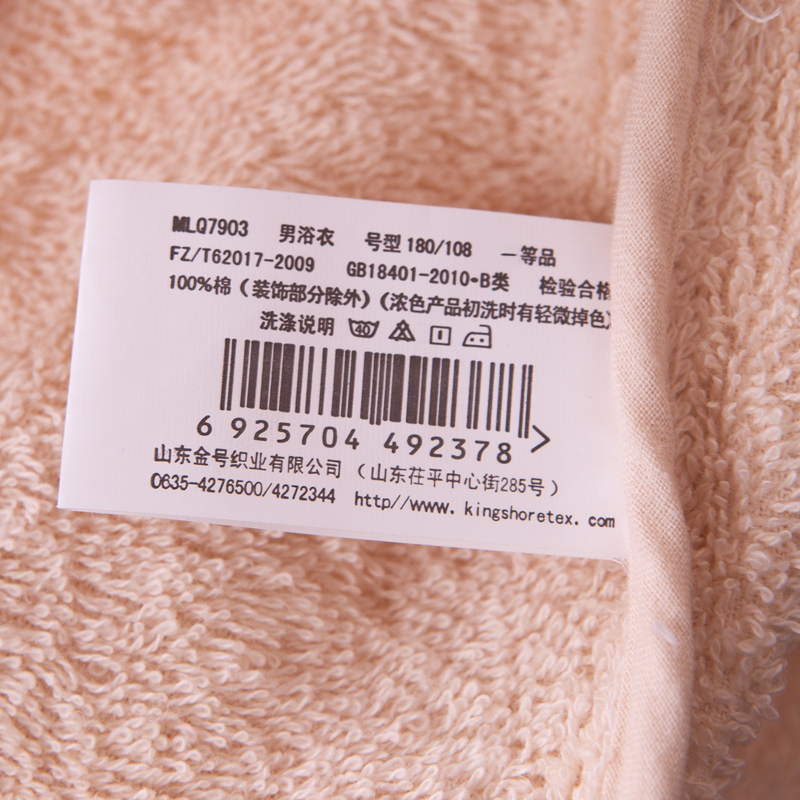 MLQ7903 男浴衣 号型180/108 一等品
FZ/T62017-2009 GB18401-2010•B类 检验合格
100%棉（装饰部分除外）（浓色产品初洗时有轻微掉色）
洗涤说明 40
6 925704 492378 >
山东金号织业有限公司 （山东茌平中心街285号）
0635-4276500/4272344 http//www.kingshoretex.com